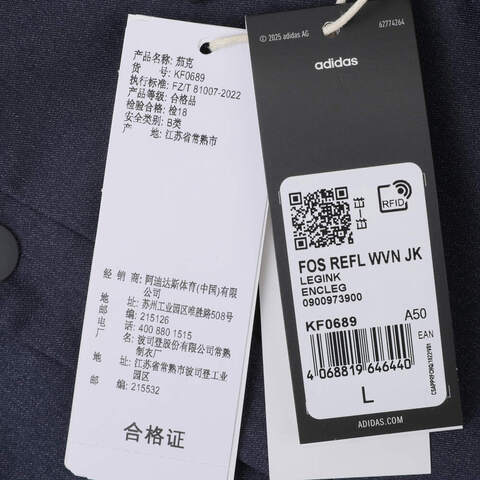 产品名称: 茄克
货 号: KF0689
执行标准: FZ/T 81007-2022
产品等级: 合格品
检验合格: 检18
安全类别: B类
产 地: 江苏省常熟市
经 销 商: 阿迪达斯体育(中国)有限公司
地 址: 苏州工业园区唯胜路508号
邮 编: 215126
电 话: 400 880 1515
厂 名: 波司登股份有限公司常熟制衣厂
地 址: 江苏省常熟市波司登工业园区
邮 编: 215532
合格证
© 2025 adidas AG
62774264
adidas
RFID
FOS REFL WVN JK
LEGINK
ENCLEG
0900973900
KF0689
A50
EAN
4 068819 646440
L
ADIDAS.COM